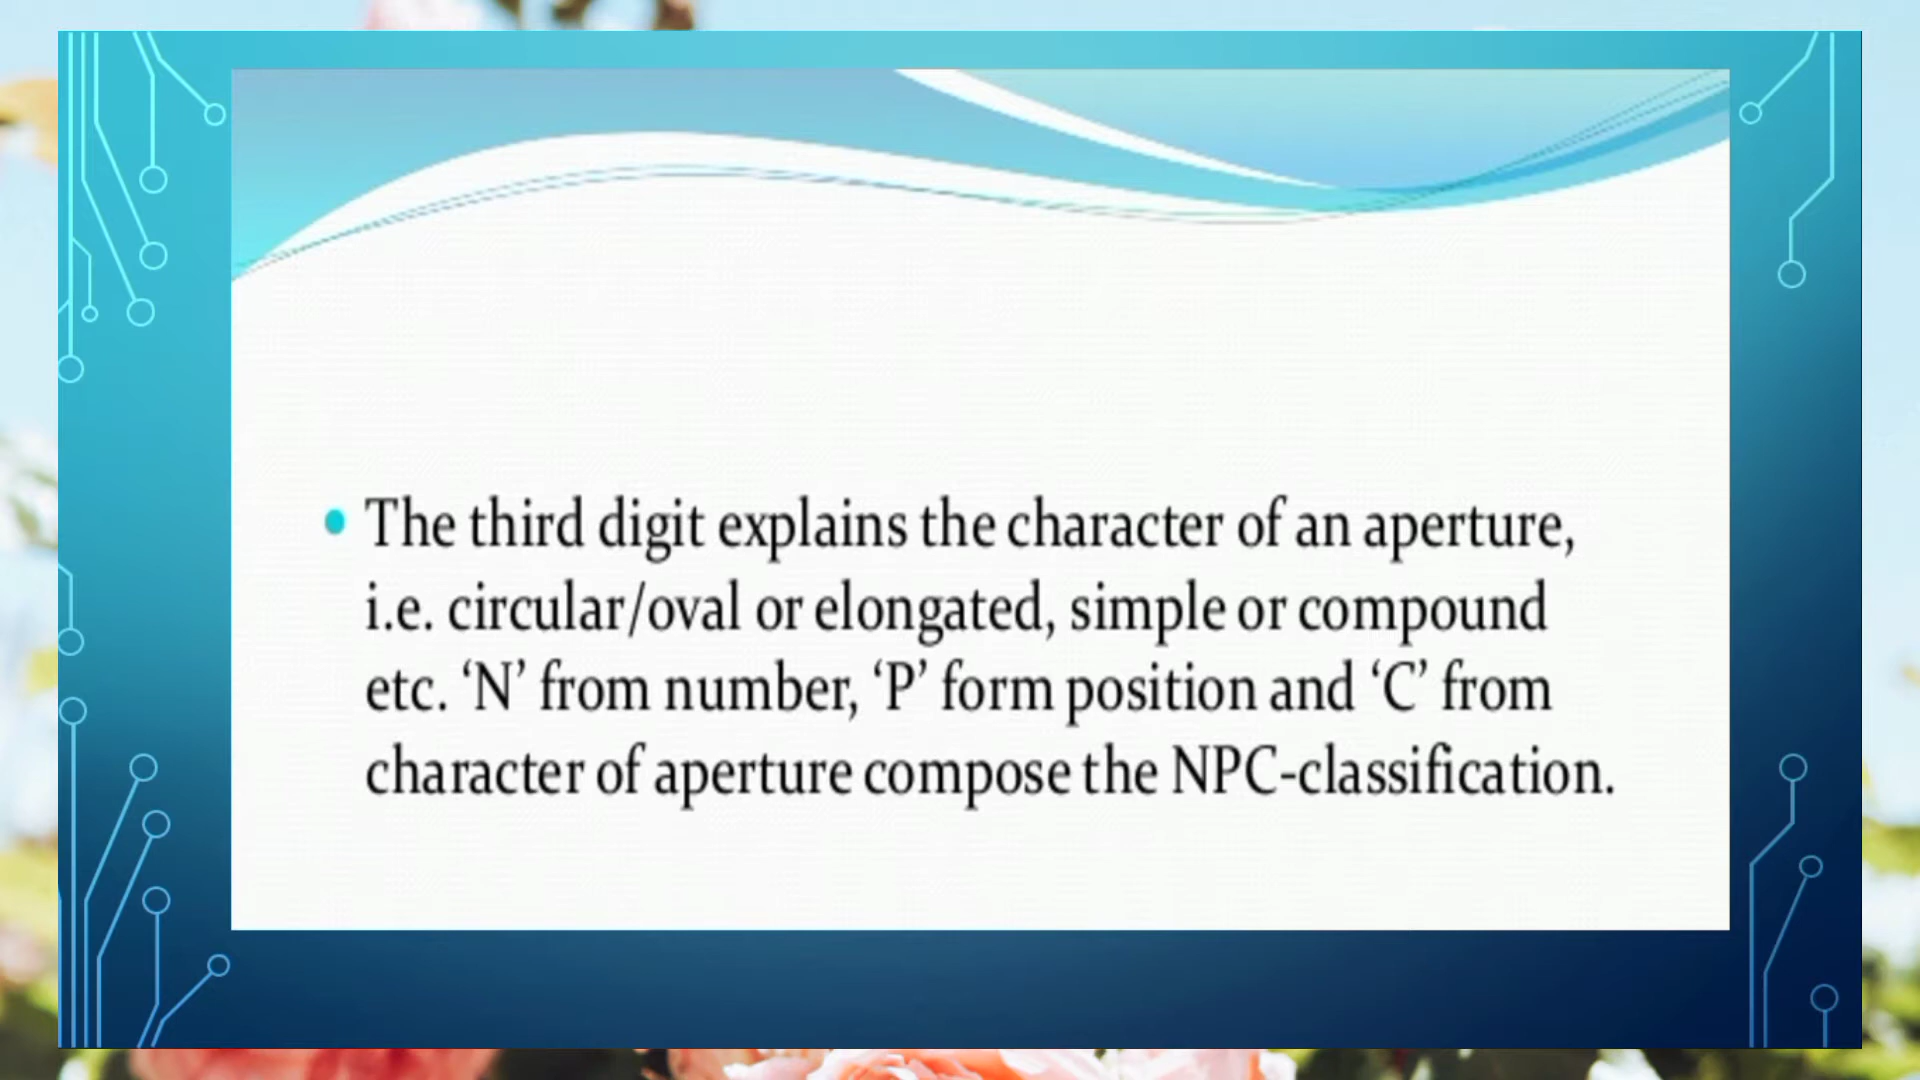 • The third digit explains the character of an aperture,
i.e. circular/oval or elongated, simple or compound
etc. ‘N’ from number, ‘P’ form position and ‘C’ from
character of aperture compose the NPC-classification.